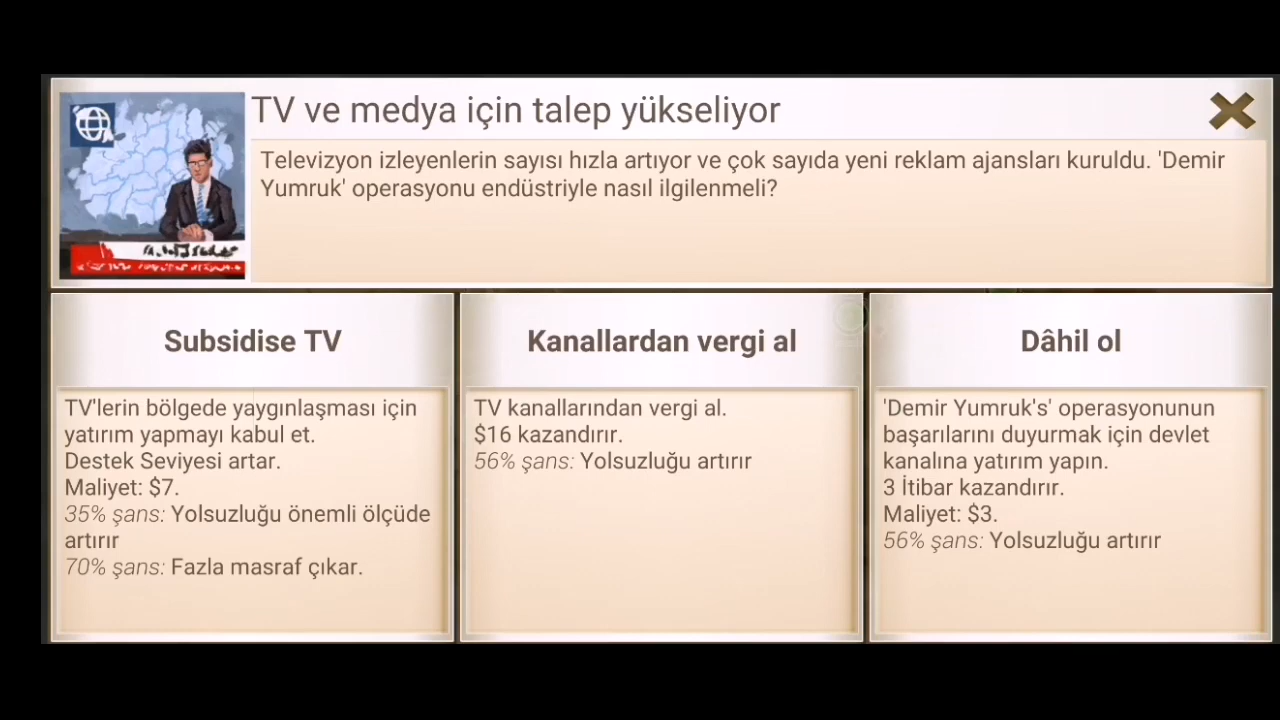 TV ve medya için talep yükseliyor
Televizyon izleyenlerin sayısı hızla artıyor ve çok sayıda yeni reklam ajansları kuruldu. 'Demir
Yumruk' operasyonu endüstriyle nasıl ilgilenmeli?
Subsidise TV
TV'lerin bölgede yaygınlaşması için
yatırım yapmayı kabul et.
Destek Seviyesi artar.
Maliyet: $7.
35% şans: Yolsuzluğu önemli ölçüde
artırır
70% şans: Fazla masraf çıkar.
Kanallardan vergi al
TV kanallarından vergi al.
$16 kazandırır.
56% şans: Yolsuzluğu artırır
Dâhil ol
'Demir Yumruk's' operasyonunun
başarılarını duyurmak için devlet
kanalına yatırım yapın.
3 İtibar kazandırır.
Maliyet: $3.
56% şans: Yolsuzluğu artırır